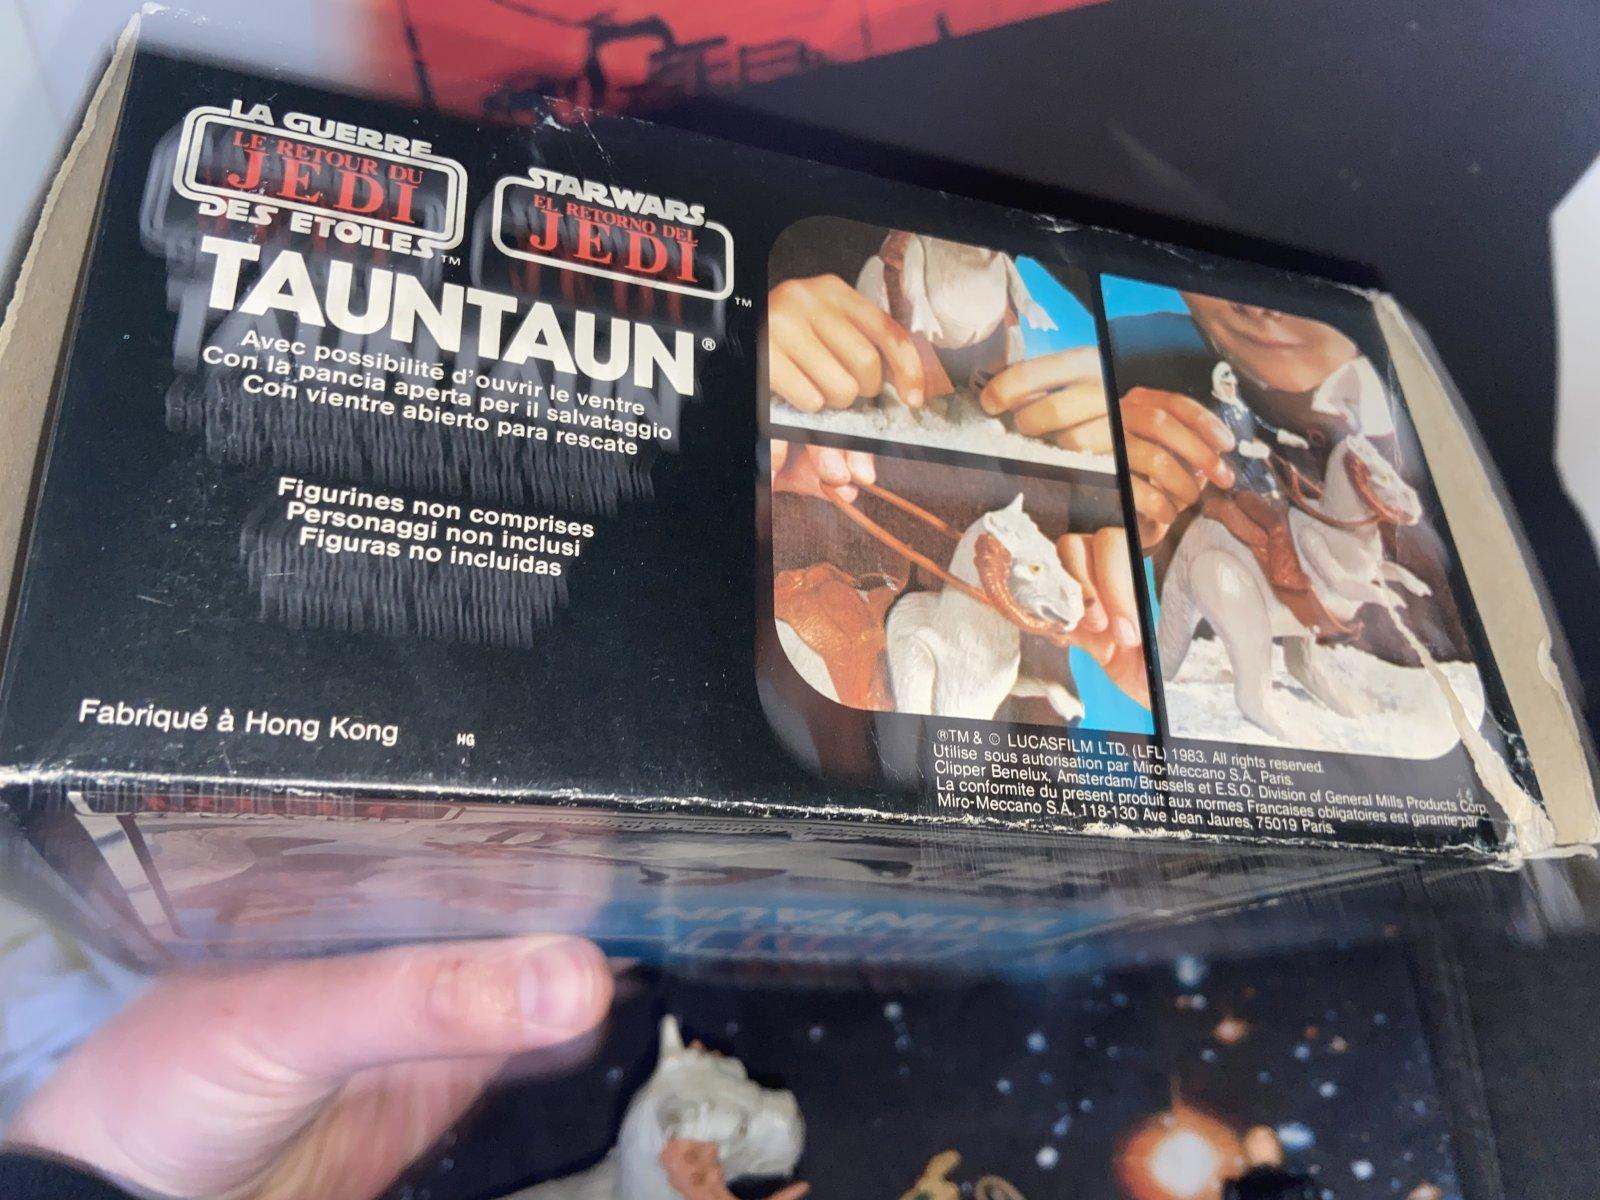 LA GUERRE
LE RETOUR DU
JEDI
DES ETOILES™
STAR WARS
EL RETORNO DEL
JEDI
™
TAUNTAUN®
Avec possibilité d'ouvrir le ventre
Con la pancia aperta per il salvataggio
Con vientre abierto para rescate
Figurines non comprises
Personaggi non inclusi
Figuras no incluidas
Fabriqué à Hong Kong
HG
®TM & © LUCASFILM LTD. (LFL) 1983. All rights reserved.
Utilise sous autorisation par Miro-Meccano S.A. Paris.
Clipper Benelux, Amsterdam/Brussels et E.S.O. Division of General Mills Products Corp.
La conformite du present produit aux normes Francaises obligatoires est garantie par
Miro-Meccano S.A. 118-130 Ave Jean Jaures, 75019 Paris.
TAUNTAUN